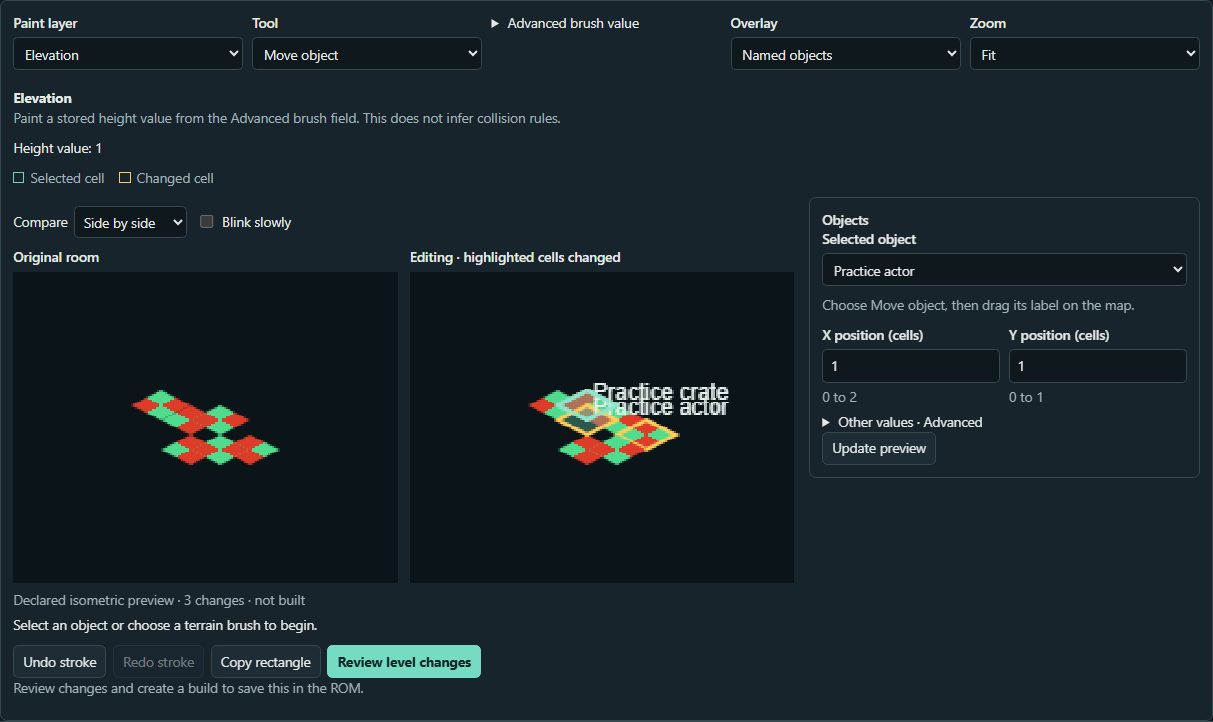 Paint layer Tool ▶ Advanced brush value Overlay Zoom
Elevation Move object Named objects Fit
Elevation
Paint a stored height value from the Advanced brush field. This does not infer collision rules.
Height value: 1
Selected cell Changed cell
Compare Side by side Blink slowly
Original room Editing · highlighted cells changed
Practice crate
Practice actor
Objects
Selected object
Practice actor
Choose Move object, then drag its label on the map.
X position (cells) Y position (cells)
1 1
0 to 2 0 to 1
▶ Other values · Advanced
Update preview
Declared isometric preview · 3 changes · not built
Select an object or choose a terrain brush to begin.
Undo stroke Redo stroke Copy rectangle Review level changes
Review changes and create a build to save this in the ROM.